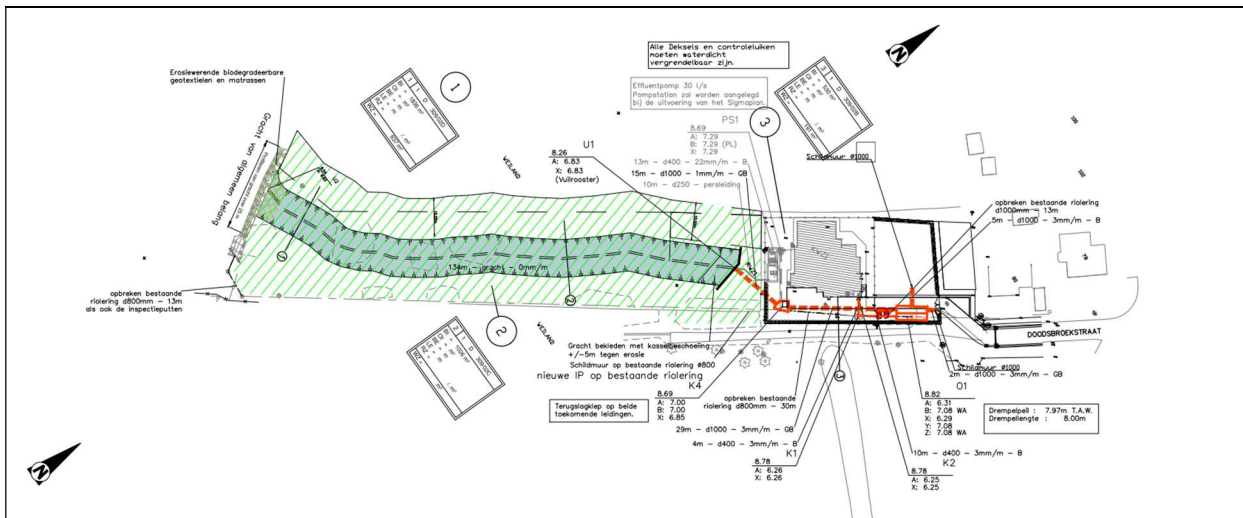 Alle Deksels en controleluiken
moeten waterdicht
vergrendelbaar zijn.
N
Erosiewerende biodegradeerbare
geotextielen en matrassen
1
Effluentpomp 30 l/s
Pompstation zal worden aangelegd
bij de uitvoering van het Sigmaplan.
PS1
8.69
A: 7.29
B: 7.29 (PL)
X: 7.29
3
U1
8.26
A: 6.83
X: 6.83
(Vuilrooster)
13m - d400 - 22mm/m - B
15m - d1000 - 1mm/m - GB
10m - d250 - persleiding
Schildmuur Ø1000
WEILAND
Gracht van algemeen belang
opbreken bestaande riolering
d1000mm - 13m
5m - d1000 - 3mm/m - B
134m - gracht - 0mm/m
opbreken bestaande
riolering d800mm - 13m
als ook de inspectieputten
2
WEILAND
DOODSBROEKSTRAAT
Gracht bekleden met kasselbeschoeiing
+/-5m tegen erosie
Schildmuur op bestaande riolering Ø800
nieuwe IP op bestaande riolering
K4
8.69
A: 7.00
B: 7.00
X: 6.85
Terugslagklep op beide
toekomende leidingen.
opbreken bestaande
riolering d800mm - 30m
29m - d1000 - 3mm/m - GB
4m - d400 - 3mm/m - B
K1
8.78
A: 6.26
X: 6.26
Schildmuur Ø1000
2m - d1000 - 3mm/m - GB
O1
8.82
A: 6.31
B: 7.08 WA
X: 6.29
Y: 7.08
Z: 7.08 WA
Drempelpeil : 7.97m T.A.W.
Drempellengte : 8.00m
10m - d400 - 3mm/m - B
K2
8.78
A: 6.25
X: 6.25
N